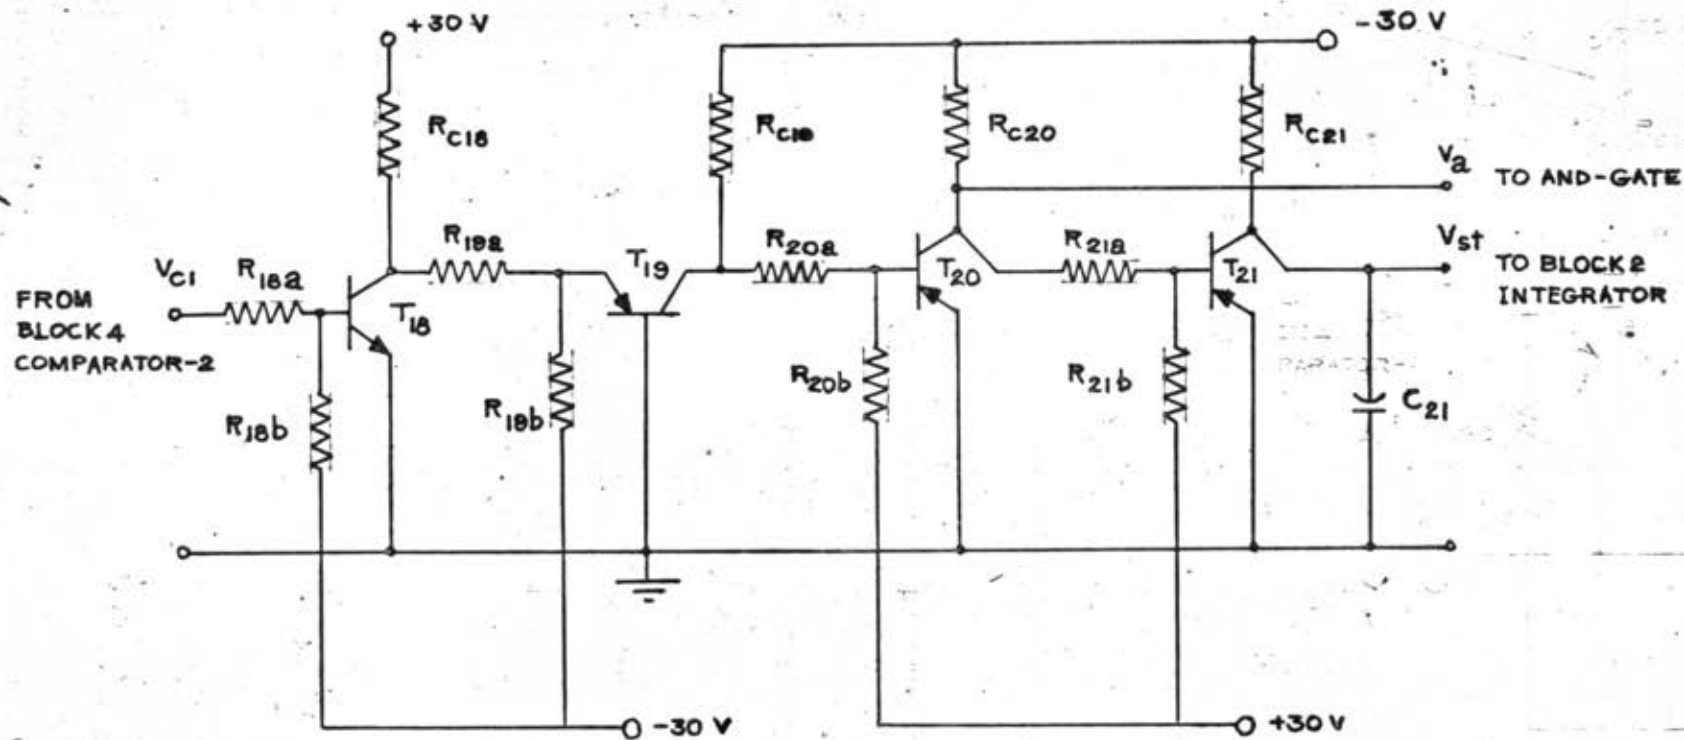 +30 V
-30 V
RC18
RC19
RC20
RC21
Va
TO AND-GATE
R19a
T19
R20a
T20
R21a
T21
Vst
TO BLOCK 2
INTEGRATOR
VC1
R18a
FROM
BLOCK 4
COMPARATOR-2
T18
R18b
R19b
R20b
R21b
C21
-30 V
+30V